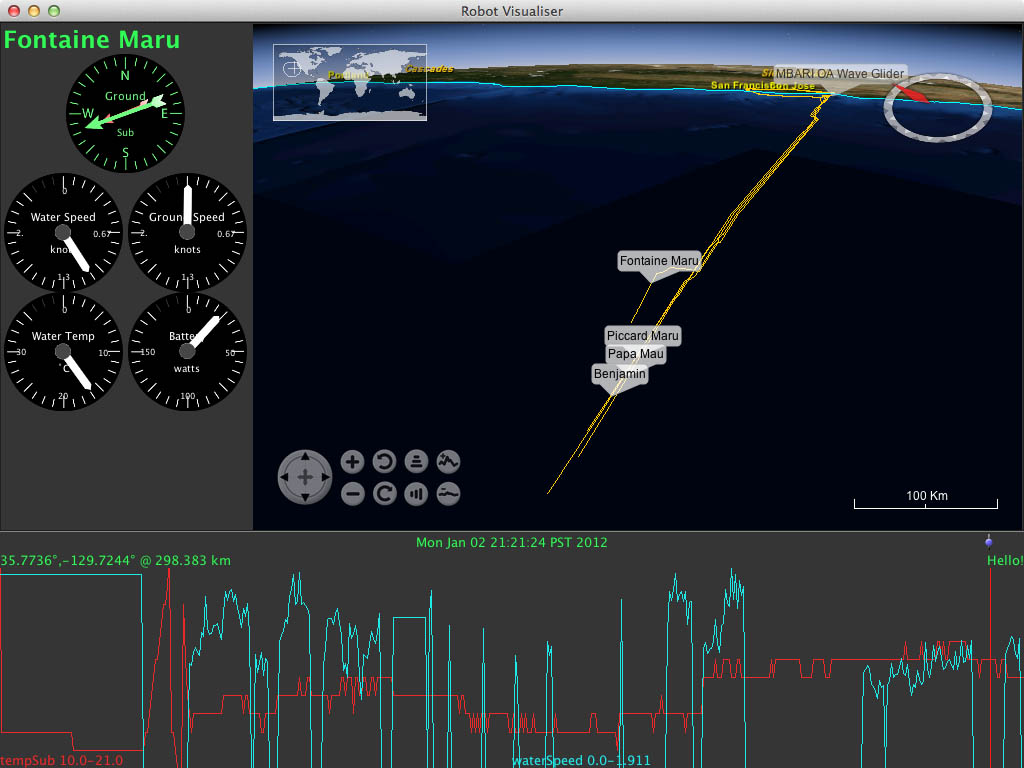 Robot Visualiser
Fontaine Maru
N
Ground
W E
Sub
S
0
Water Speed
2. 0.67
knots
1.3
0
Ground Speed
2. 0.67
knots
1.3
0
Water Temp
30 10.
°C
20
0
150 50
watts
100
Portland
Cascades
MBARI OA Wave Glider
San Francisco
San Jose
Fontaine Maru
Piccard Maru
Papa Mau
Benjamin
100 Km
Mon Jan 02 21:21:24 PST 2012
35.7736°,-129.7244° @ 298.383 km
Hello!
tempSub 10.0-21.0
waterSpeed 0.0-1.911